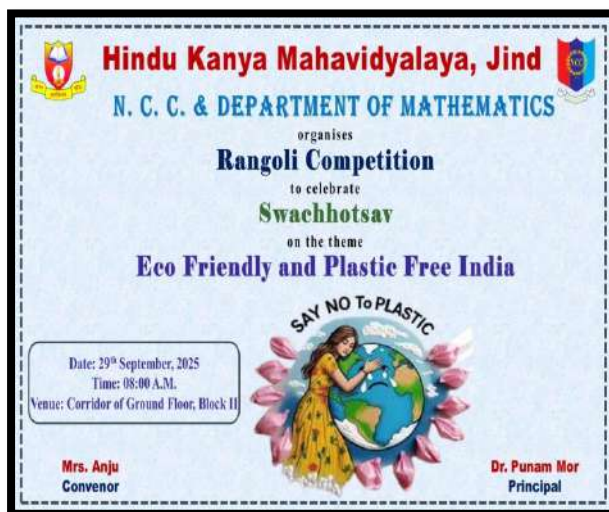 Hindu Kanya Mahavidyalaya, Jind
N. C. C. & DEPARTMENT OF MATHEMATICS
organises
Rangoli Competition
to celebrate
Swachhotsav
on the theme
Eco Friendly and Plastic Free India
SAY NO To PLASTIC
Date: 29th September, 2025
Time: 08:00 A.M.
Venue: Corridor of Ground Floor, Block II
Mrs. Anju
Convenor
Dr. Punam Mor
Principal
NCC